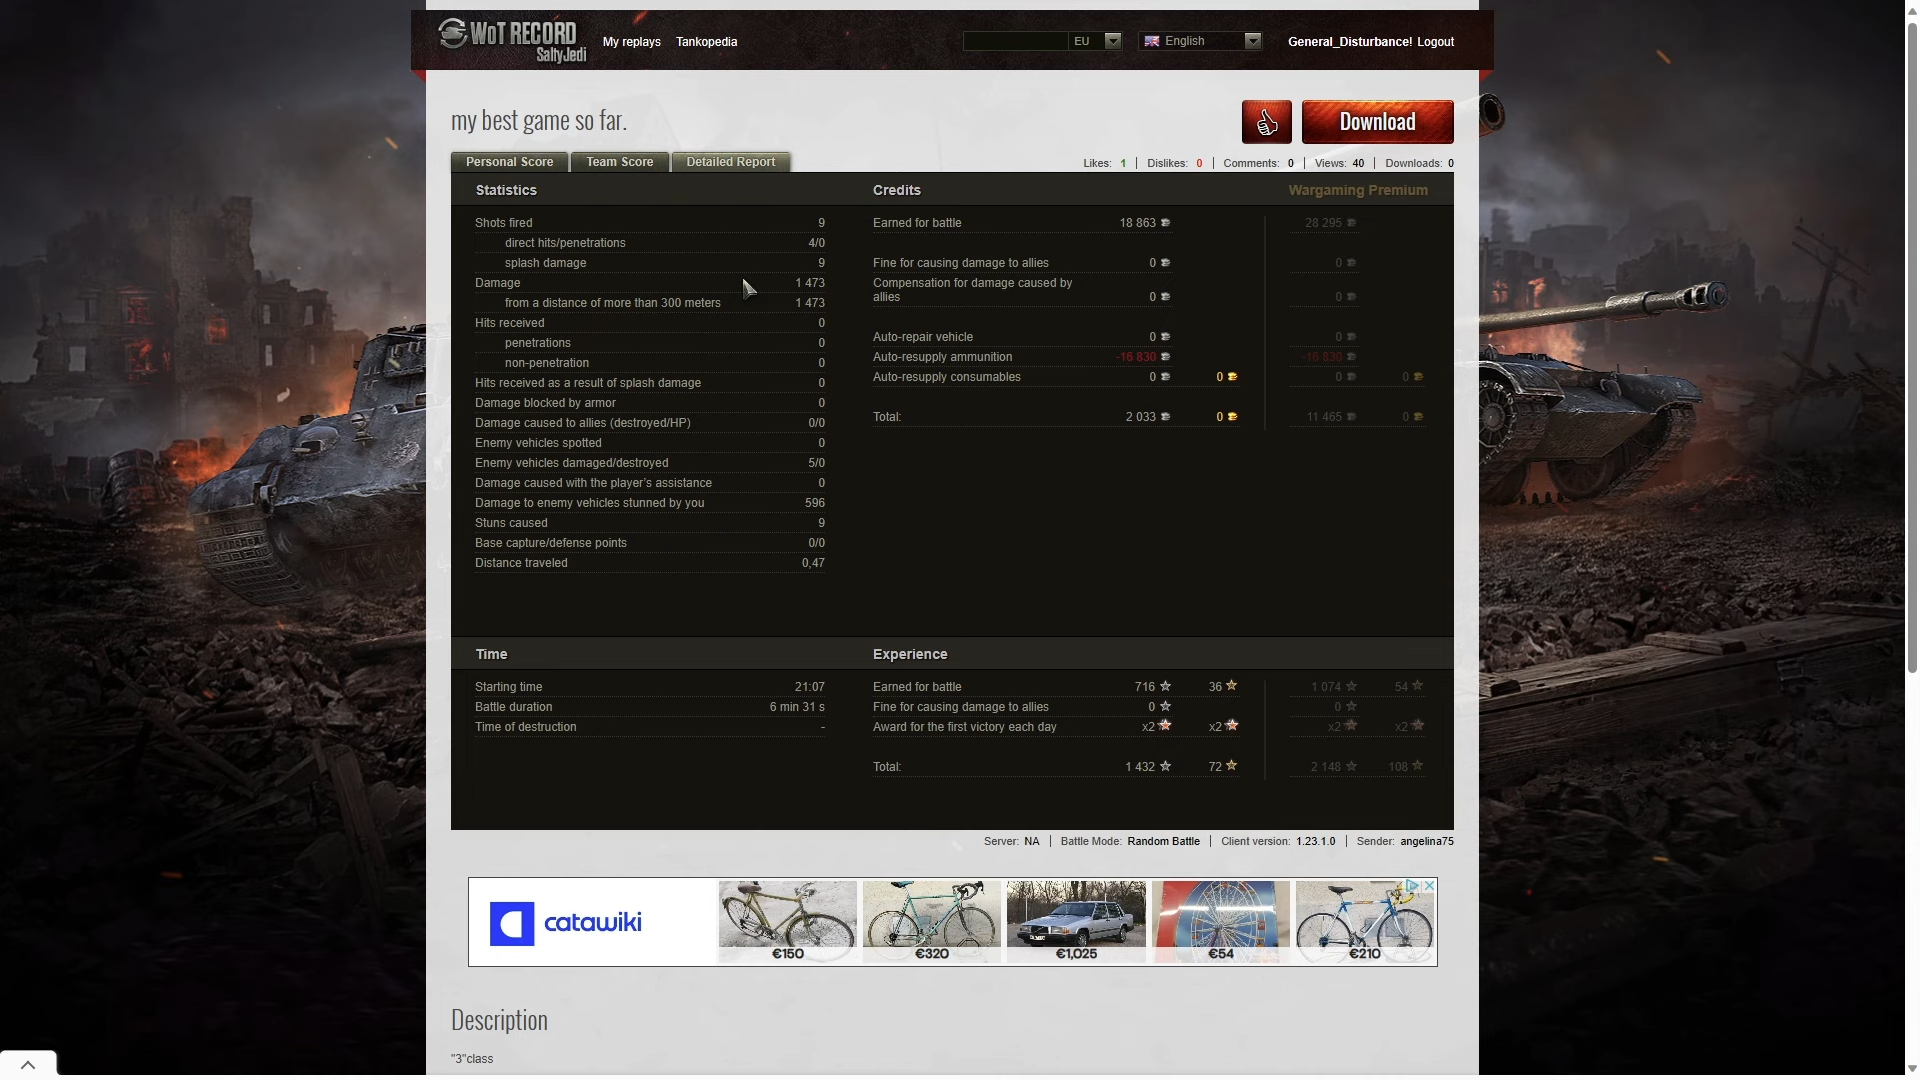 WoT RECORD
SaltyJedi
My replays
Tankopedia
EU
English
General_Disturbance! Logout
my best game so far.
Download
Personal Score
Team Score
Detailed Report
Likes: 1 | Dislikes: 0 | Comments: 0 | Views: 40 | Downloads: 0
Statistics
Shots fired 9
direct hits/penetrations 4/0
splash damage 9
Damage 1 473
from a distance of more than 300 meters 1 473
Hits received 0
penetrations 0
non-penetration 0
Hits received as a result of splash damage 0
Damage blocked by armor 0
Damage caused to allies (destroyed/HP) 0/0
Enemy vehicles spotted 0
Enemy vehicles damaged/destroyed 5/0
Damage caused with the player's assistance 0
Damage to enemy vehicles stunned by you 596
Stuns caused 9
Base capture/defense points 0/0
Distance traveled 0,47
Credits
Wargaming Premium
Earned for battle 18 863 28 295
Fine for causing damage to allies 0 0
Compensation for damage caused by
allies 0 0
Auto-repair vehicle 0 0
Auto-resupply ammunition -16 830 -16 830
Auto-resupply consumables 0 0 0 0
Total: 2 033 0 11 465 0
Time
Starting time 21:07
Battle duration 6 min 31 s
Time of destruction -
Experience
Earned for battle 716 36 1 074 54
Fine for causing damage to allies 0 0
Award for the first victory each day x2 x2 x2 x2
Total: 1 432 72 2 148 108
Server: NA | Battle Mode: Random Battle | Client version: 1.23.1.0 | Sender: angelina75
catawiki
€150
€320
€1,025
€54
€210
Description
"3"class